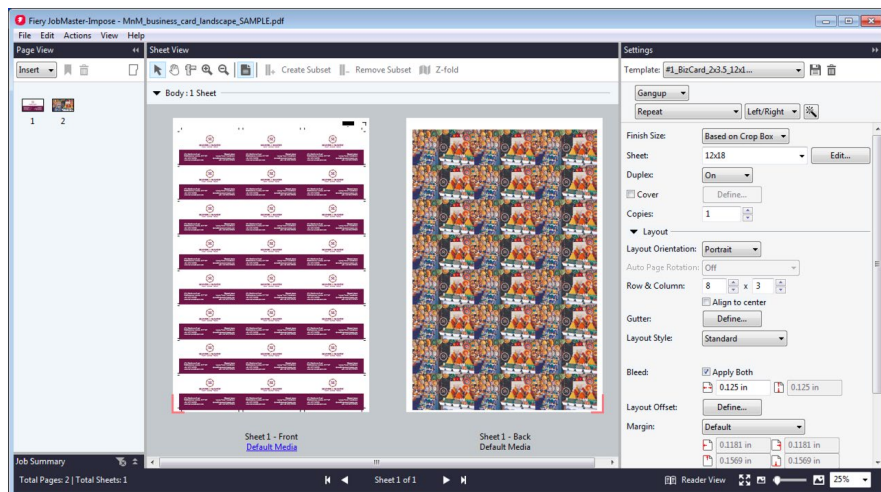 Fiery JobMaster-Impose - MnM_business_card_landscape_SAMPLE.pdf
File Edit Actions View Help
Page View
Insert
1 2
Job Summary
Sheet View
Create Subset Remove Subset Z-fold
Body : 1 Sheet
Sheet 1 - Front
Default Media
Sheet 1 - Back
Default Media
Settings
Template: #1_BizCard_2x3.5_12x1...
Gangup
Repeat Left/Right
Finish Size: Based on Crop Box
Sheet: 12x18 Edit...
Duplex: On
Cover Define...
Copies: 1
Layout
Layout Orientation: Portrait
Auto Page Rotation: Off
Row & Column: 8 x 3
Align to center
Gutter: Define...
Layout Style: Standard
Bleed: Apply Both
0.125 in 0.125 in
Layout Offset: Define...
Margin: Default
0.1181 in 0.1181 in
0.1569 in 0.1569 in
Total Pages: 2 | Total Sheets: 1 Sheet 1 of 1 Reader View 25%